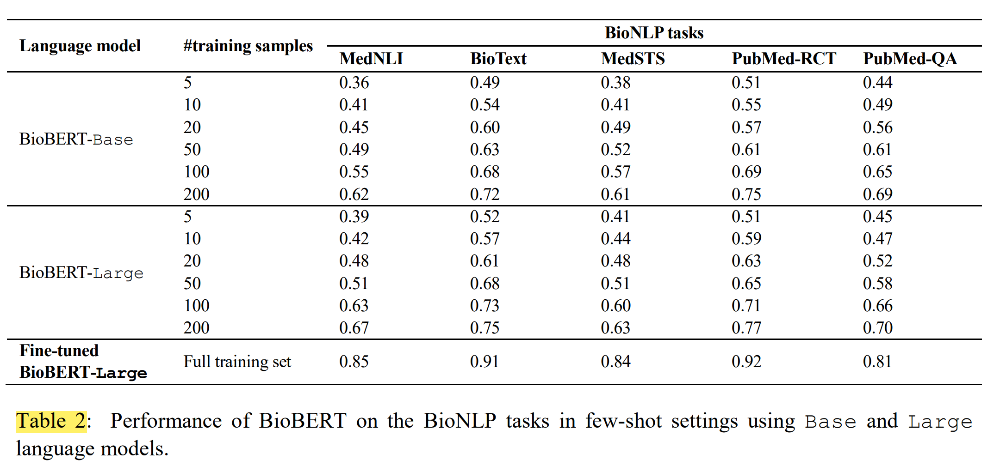 BioNLP tasks
Language model #training samples
MedNLI BioText MedSTS PubMed-RCT PubMed-QA
5 0.36 0.49 0.38 0.51 0.44
10 0.41 0.54 0.41 0.55 0.49
20 0.45 0.60 0.49 0.57 0.56
BioBERT-Base
50 0.49 0.63 0.52 0.61 0.61
100 0.55 0.68 0.57 0.69 0.65
200 0.62 0.72 0.61 0.75 0.69
5 0.39 0.52 0.41 0.51 0.45
10 0.42 0.57 0.44 0.59 0.47
20 0.48 0.61 0.48 0.63 0.52
BioBERT-Large
50 0.51 0.68 0.51 0.65 0.58
100 0.63 0.73 0.60 0.71 0.66
200 0.67 0.75 0.63 0.77 0.70
Fine-tuned
Full training set 0.85 0.91 0.84 0.92 0.81
BioBERT-Large
Table 2: Performance of BioBERT on the BioNLP tasks in few-shot settings using Base and Large
language models.